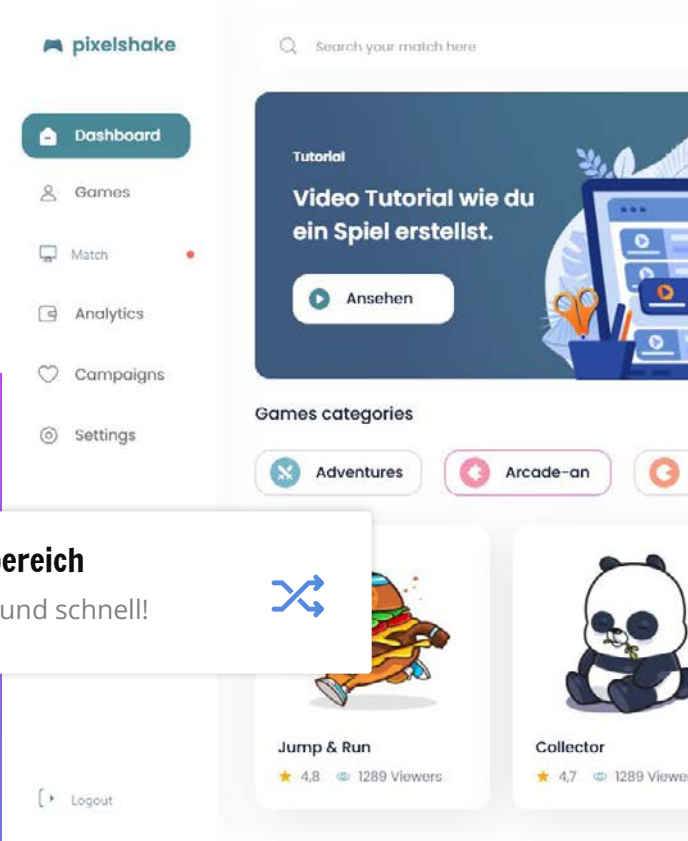 pixelshake
Search your match here
Dashboard
Games
Match
Analytics
Campaigns
Settings
Logout
Tutorial
Video Tutorial wie du
ein Spiel erstellst.
Ansehen
Games categories
Adventures
Arcade-an
ereich
und schnell!
Jump & Run
4,8 1289 Viewers
Collector
4,7 1289 Viewer